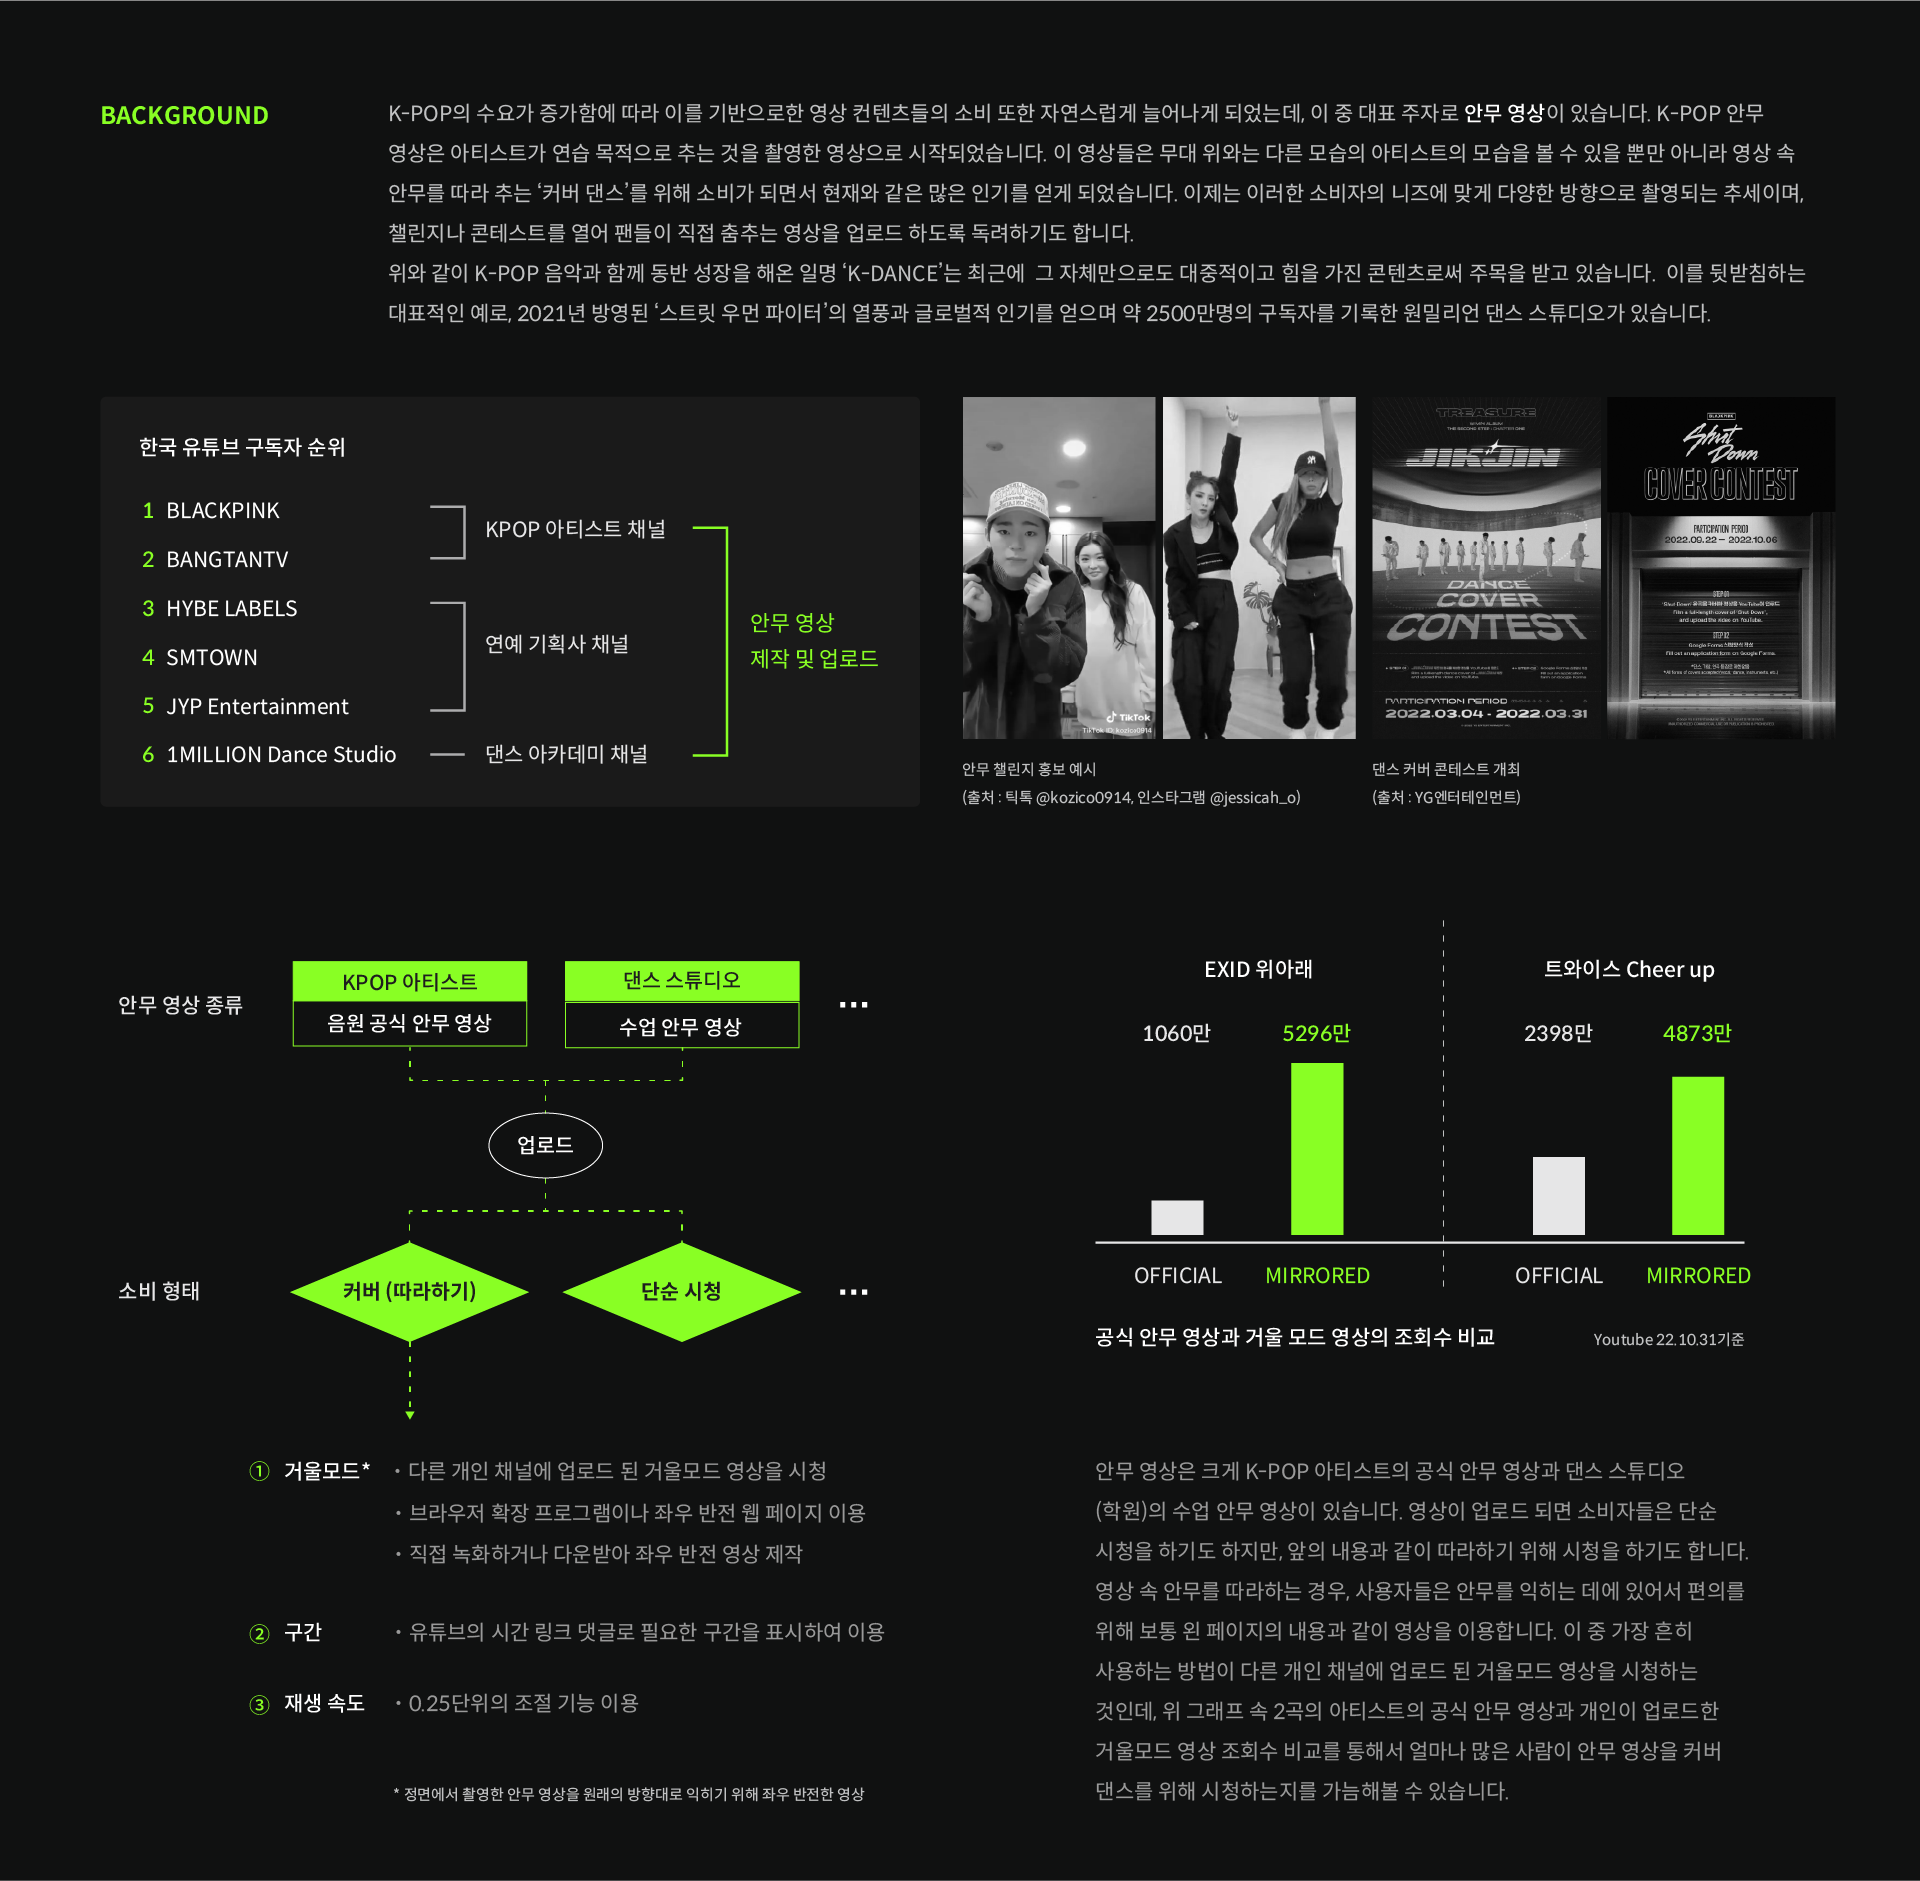 BACKGROUND
K-POP의 수요가 증가함에 따라 이를 기반으로한 영상 컨텐츠들의 소비 또한 자연스럽게 늘어나게 되었는데, 이 중 대표 주자로 안무 영상이 있습니다. K-POP 안무
영상은 아티스트가 연습 목적으로 추는 것을 촬영한 영상으로 시작되었습니다. 이 영상들은 무대 위와는 다른 모습의 아티스트의 모습을 볼 수 있을 뿐만 아니라 영상 속
안무를 따라 추는 ‘커버 댄스’를 위해 소비가 되면서 현재와 같은 많은 인기를 얻게 되었습니다. 이제는 이러한 소비자의 니즈에 맞게 다양한 방향으로 촬영되는 추세이며,
챌린지나 콘테스트를 열어 팬들이 직접 춤추는 영상을 업로드 하도록 독려하기도 합니다.
위와 같이 K-POP 음악과 함께 동반 성장을 해온 일명 ‘K-DANCE’는 최근에 그 자체만으로도 대중적이고 힘을 가진 콘텐츠로써 주목을 받고 있습니다. 이를 뒷받침하는
대표적인 예로, 2021년 방영된 ‘스트릿 우먼 파이터’의 열풍과 글로벌적 인기를 얻으며 약 2500만명의 구독자를 기록한 원밀리언 댄스 스튜디오가 있습니다.
한국 유튜브 구독자 순위
1 BLACKPINK
2 BANGTANTV
3 HYBE LABELS
4 SMTOWN
5 JYP Entertainment
6 1MILLION Dance Studio
KPOP 아티스트 채널
연예 기획사 채널
댄스 아카데미 채널
안무 영상
제작 및 업로드
TikTok
TikTok ID: kozico0914
안무 챌린지 홍보 예시
(출처 : 틱톡 @kozico0914, 인스타그램 @jessicah_o)
TREASURE
THE SECOND STEP : CHAPTER ONE
JIKJIN
DANCE
COVER
CONTEST
PARTICIPATION PERIOD
2022.03.04 - 2022.03.31
BLACKPINK
Shut
Down
COVER CONTEST
PARTICIPATION PERIOD
2022.09.22 – 2022.10.06
STEP 01
Film a full-length cover of ‘Shut Down’,
and upload the video on YouTube.
STEP 02
Fill out an application form on Google Forms.
댄스 커버 콘테스트 개최
(출처 : YG엔터테인먼트)
안무 영상 종류
KPOP 아티스트
음원 공식 안무 영상
댄스 스튜디오
수업 안무 영상
...
업로드
소비 형태
커버 (따라하기)
단순 시청
...
① 거울모드* · 다른 개인 채널에 업로드 된 거울모드 영상을 시청
· 브라우저 확장 프로그램이나 좌우 반전 웹 페이지 이용
· 직접 녹화하거나 다운받아 좌우 반전 영상 제작
② 구간 · 유튜브의 시간 링크 댓글로 필요한 구간을 표시하여 이용
③ 재생 속도 · 0.25단위의 조절 기능 이용
* 정면에서 촬영한 안무 영상을 원래의 방향대로 익히기 위해 좌우 반전한 영상
EXID 위아래
1060만 5296만
OFFICIAL MIRRORED
트와이스 Cheer up
2398만 4873만
OFFICIAL MIRRORED
공식 안무 영상과 거울 모드 영상의 조회수 비교
Youtube 22.10.31기준
안무 영상은 크게 K-POP 아티스트의 공식 안무 영상과 댄스 스튜디오
(학원)의 수업 안무 영상이 있습니다. 영상이 업로드 되면 소비자들은 단순
시청을 하기도 하지만, 앞의 내용과 같이 따라하기 위해 시청을 하기도 합니다.
영상 속 안무를 따라하는 경우, 사용자들은 안무를 익히는 데에 있어서 편의를
위해 보통 왼 페이지의 내용과 같이 영상을 이용합니다. 이 중 가장 흔히
사용하는 방법이 다른 개인 채널에 업로드 된 거울모드 영상을 시청하는
것인데, 위 그래프 속 2곡의 아티스트의 공식 안무 영상과 개인이 업로드한
거울모드 영상 조회수 비교를 통해서 얼마나 많은 사람이 안무 영상을 커버
댄스를 위해 시청하는지를 가늠해볼 수 있습니다.